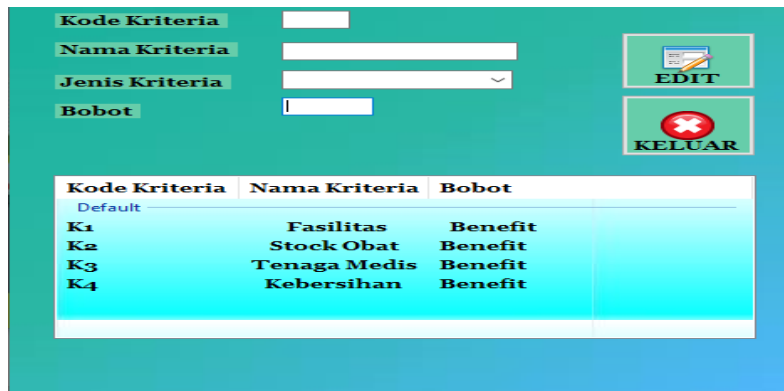 Kode Kriteria
Nama Kriteria
Jenis Kriteria
Bobot
EDIT
KELUAR
Kode Kriteria Nama Kriteria Bobot
Default
K1 Fasilitas Benefit
K2 Stock Obat Benefit
K3 Tenaga Medis Benefit
K4 Kebersihan Benefit